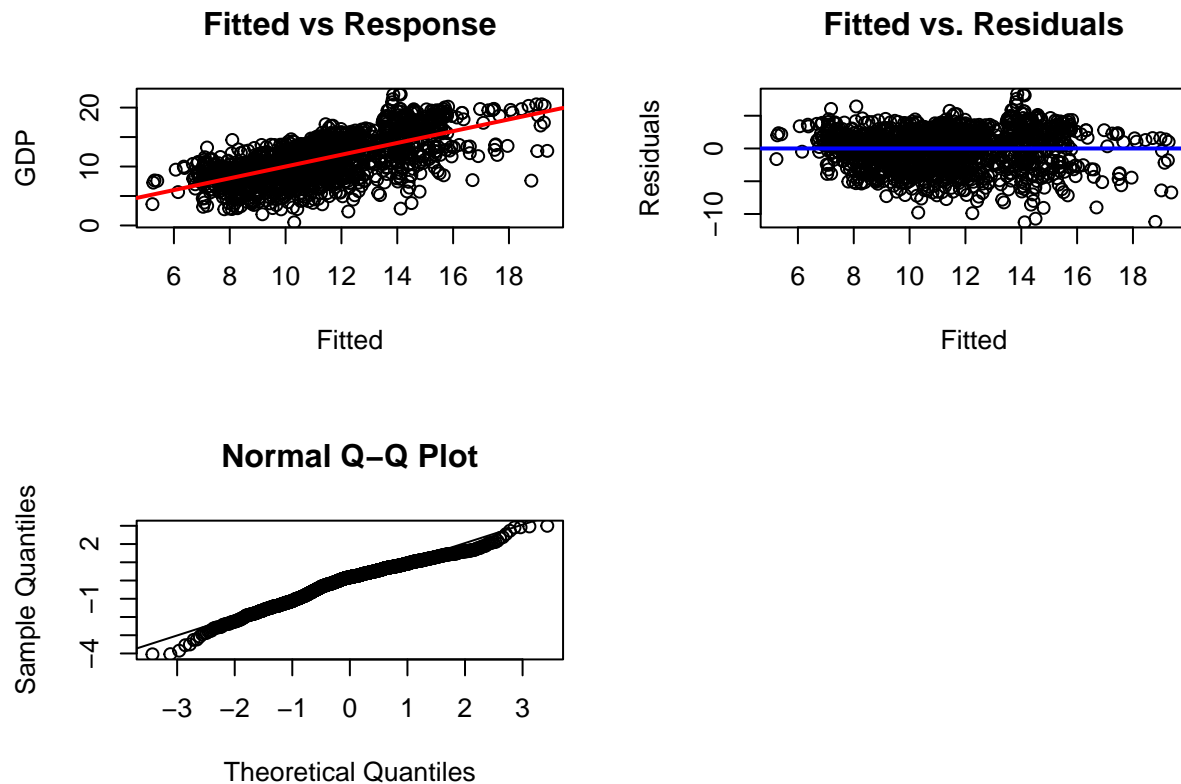 Fitted vs Response
GDP
20
10
0
6 8 10 12 14 16 18
Fitted
Fitted vs. Residuals
Residuals
0
−10
6 8 10 12 14 16 18
Fitted
Normal Q−Q Plot
Sample Quantiles
2
−1
−4
−3 −2 −1 0 1 2 3
Theoretical Quantiles